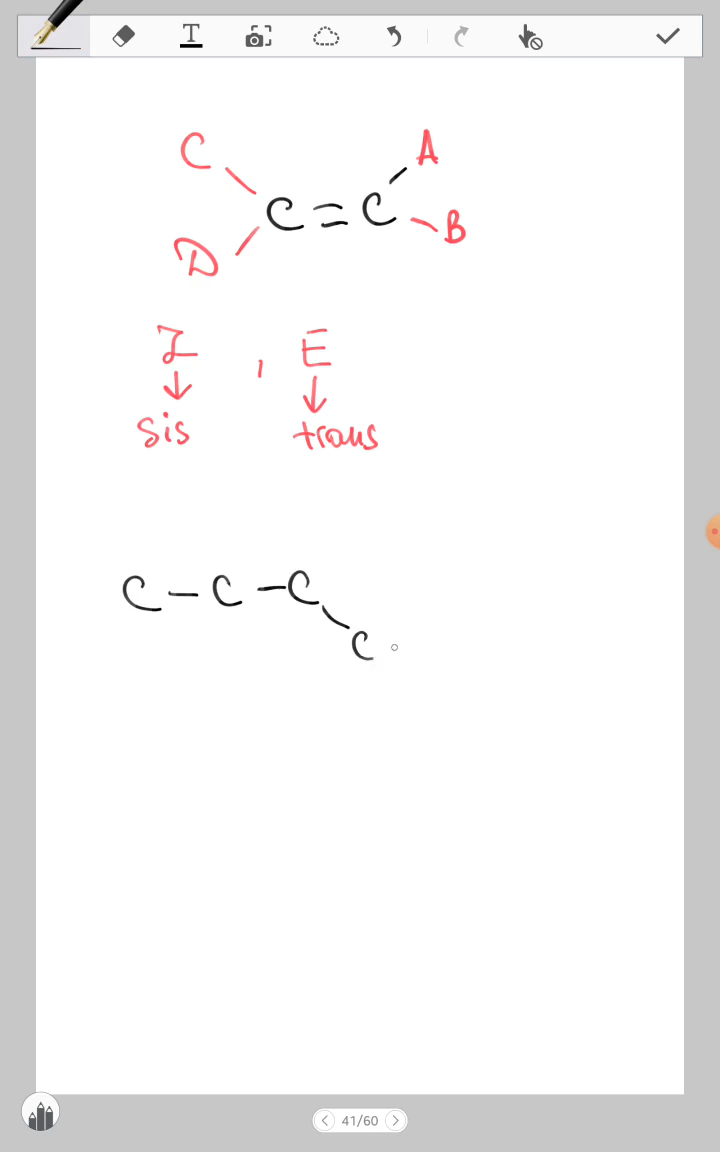 T
C A
C = C
D B
Z , E
↓ ↓
sis trans
C - C - C
C
41/60